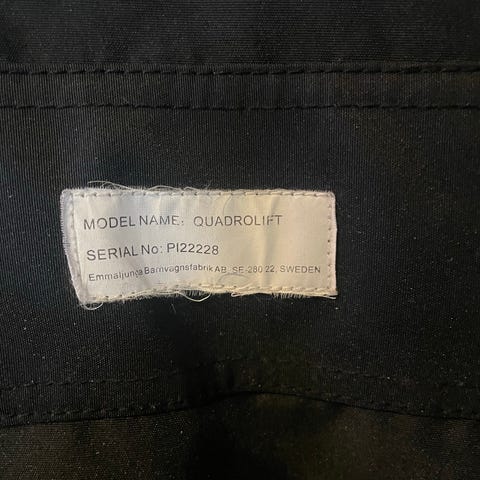 MODEL NAME: QUADROLIFT
SERIAL No: PI22228
Emmaljunga Barnvagnsfabrik AB, SE-280 22, SWEDEN